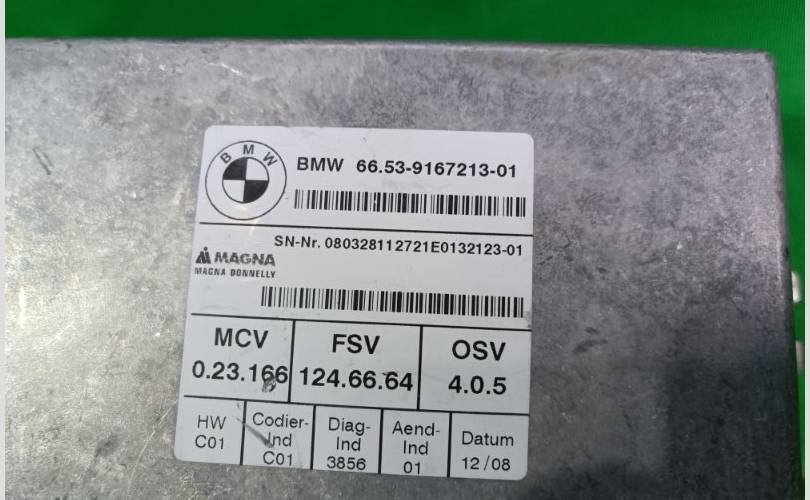 BMW
BMW 66.53-9167213-01
SN-Nr. 080328112721E0132123-01
MAGNA
MAGNA DONNELLY
MCV
0.23.166
FSV
124.66.64
OSV
4.0.5
HW
C01
Codier-
Ind
C01
Diag-
Ind
3856
Aend-
Ind
01
Datum
12/08